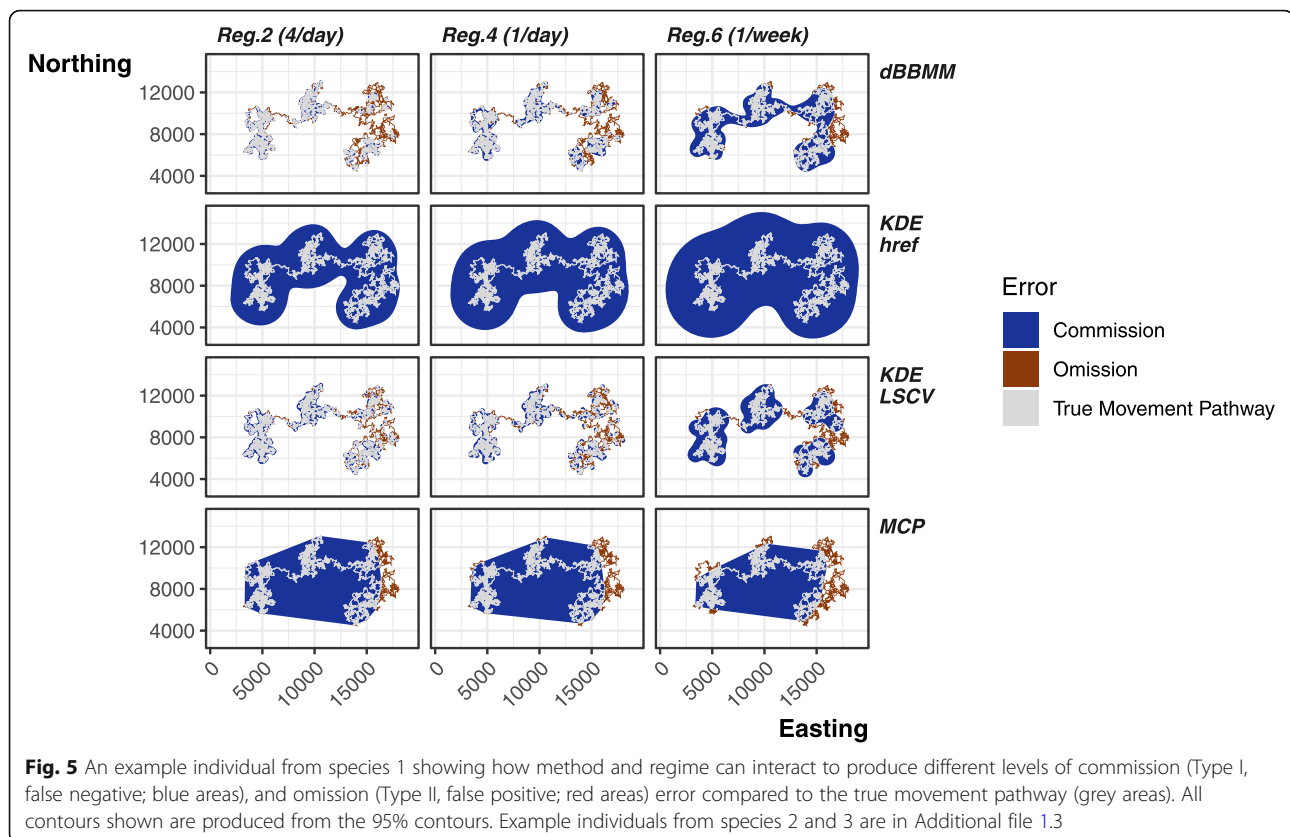 Reg.2 (4/day) Reg.4 (1/day) Reg.6 (1/week)
Northing
dBBMM
12000
8000
4000
KDE
href
12000
8000
4000
KDE
LSCV
12000
8000
4000
MCP
12000
8000
4000
0 5000 10000 15000 0 5000 10000 15000 0 5000 10000 15000
Easting
Error
Commission
Omission
True Movement Pathway
Fig. 5 An example individual from species 1 showing how method and regime can interact to produce different levels of commission (Type I,
false negative; blue areas), and omission (Type II, false positive; red areas) error compared to the true movement pathway (grey areas). All
contours shown are produced from the 95% contours. Example individuals from species 2 and 3 are in Additional file 1.3